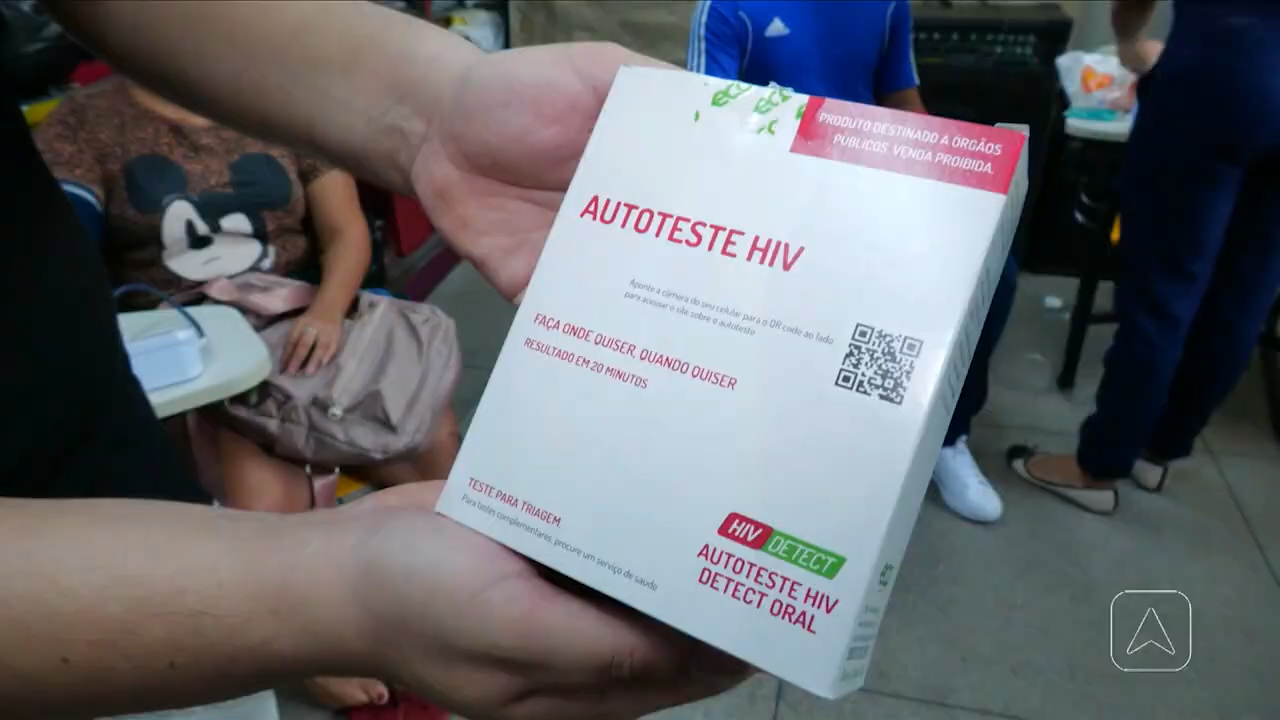 PRODUTO DESTINADO A ÓRGÃOS
PÚBLICOS. VENDA PROIBIDA.
AUTOTESTE HIV
Aponte a câmera do seu celular para o QR code ao lado
para acessar o site sobre o autoteste
FAÇA ONDE QUISER, QUANDO QUISER
RESULTADO EM 20 MINUTOS
TESTE PARA TRIAGEM.
Para testes complementares, procure um serviço de saúde
HIV DETECT
AUTOTESTE HIV
DETECT ORAL